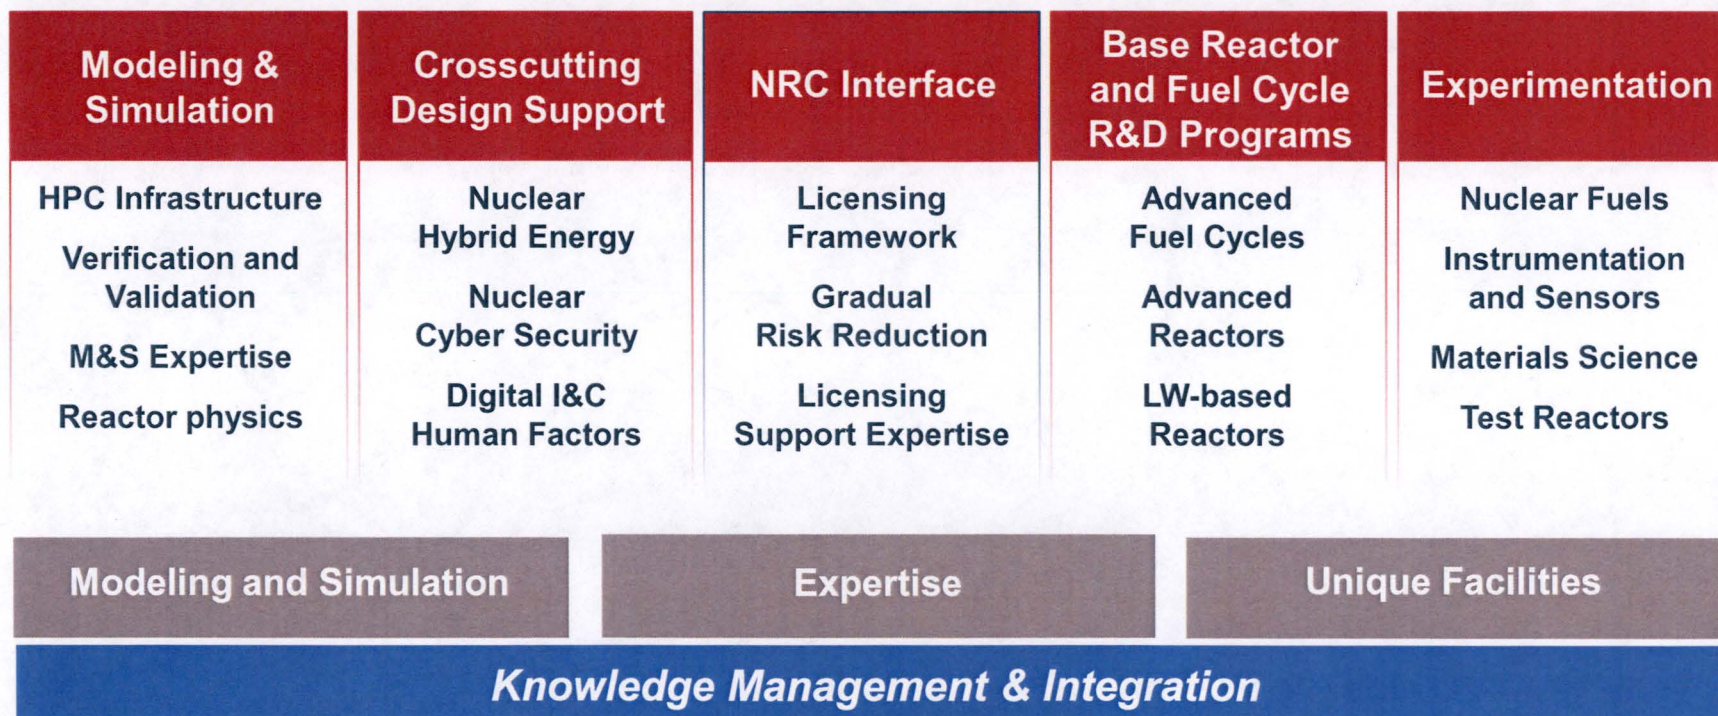 Modeling &
Simulation
HPC Infrastructure
Verification and
Validation
M&S Expertise
Reactor physics
Crosscutting
Design Support
Nuclear
Hybrid Energy
Nuclear
Cyber Security
Digital I&C
Human Factors
NRC Interface
Licensing
Framework
Gradual
Risk Reduction
Licensing
Support Expertise
Base Reactor
and Fuel Cycle
R&D Programs
Advanced
Fuel Cycles
Advanced
Reactors
LW-based
Reactors
Experimentation
Nuclear Fuels
Instrumentation
and Sensors
Materials Science
Test Reactors
Modeling and Simulation
Expertise
Unique Facilities
Knowledge Management & Integration